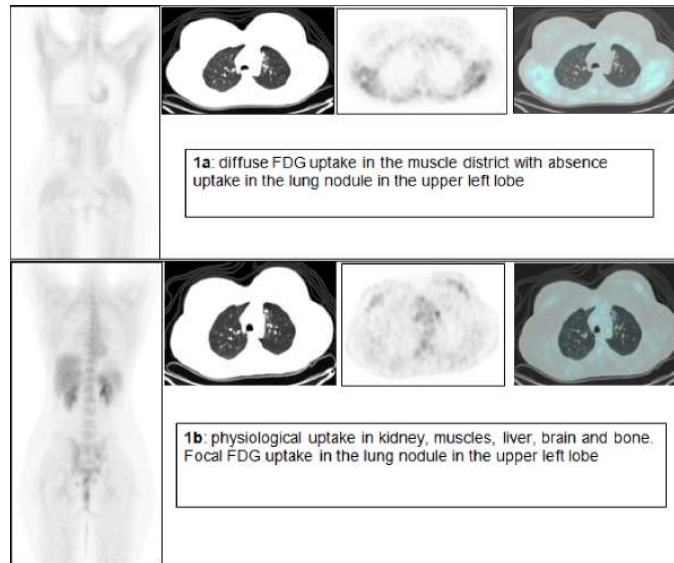 1a: diffuse FDG uptake in the muscle district with absence
uptake in the lung nodule in the upper left lobe
1b: physiological uptake in kidney, muscles, liver, brain and bone.
Focal FDG uptake in the lung nodule in the upper left lobe